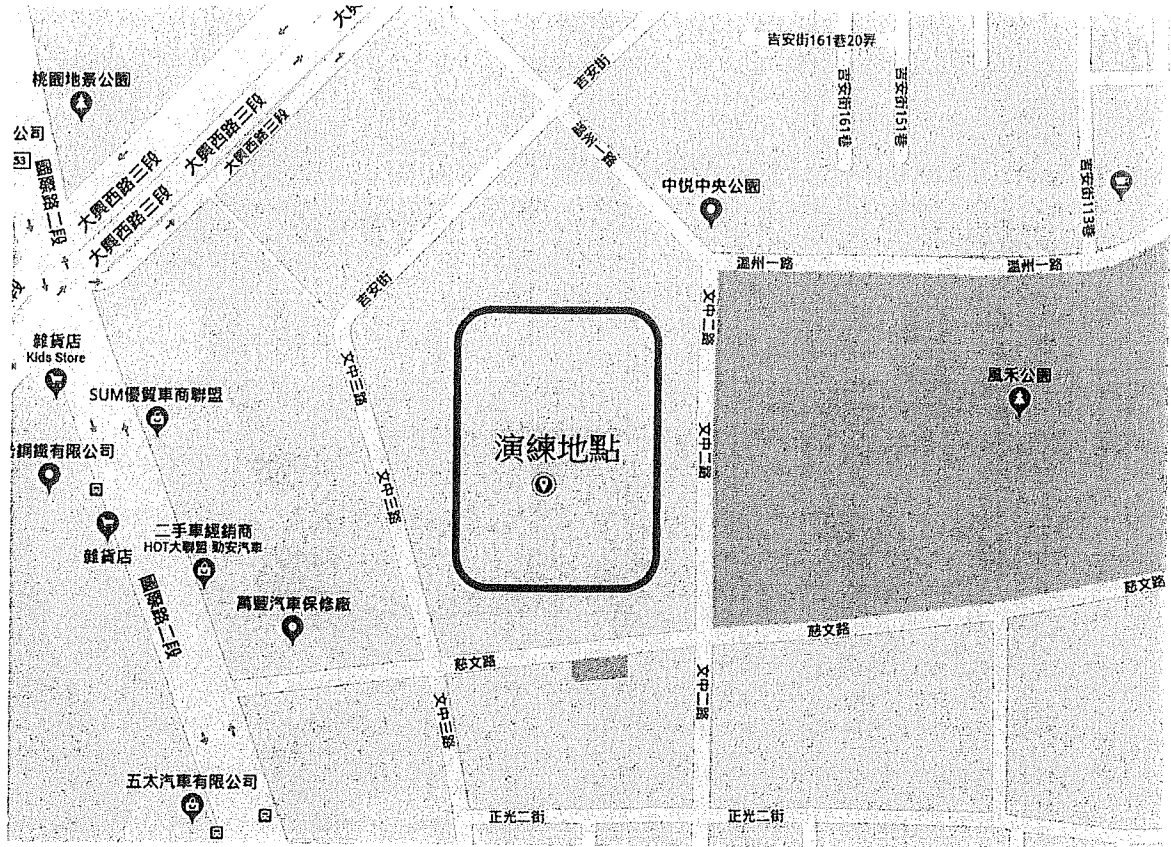 大興西路三段
吉安街161巷20弄
桃園地景公園
吉安街
吉安街161巷
吉安街151巷
大興西路三段
大興西路三段
公司
53
溫州一路
國際路二段
中悦中央公園
吉安街113巷
大興西路三段
大興西路三段
溫州一路
溫州一路
吉安街
文中二路
雜貨店
Kids Store
文中三路
風禾公園
SUM優質車商聯盟
演練地點
文中二路
鋼鐵有限公司
文中三路
二手車經銷商
HOT大聯盟 勤安汽車
雜貨店
國際路二段
萬豐汽車保修廠
慈文路
慈文路
慈文路
文中二路
文中三路
五太汽車有限公司
正光二街
正光二街